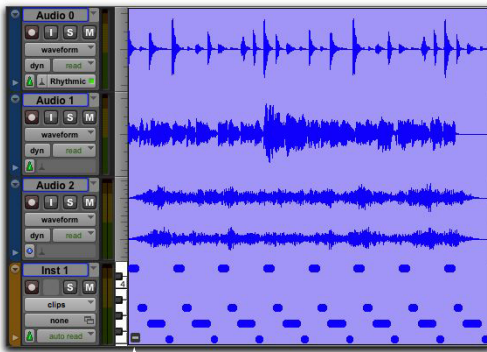 Audio 0
I S M
waveform
dyn read
Rhythmic
Audio 1
I S M
waveform
dyn read
Audio 2
I S M
waveform
dyn read
Inst 1
S M
clips
none
auto read
4